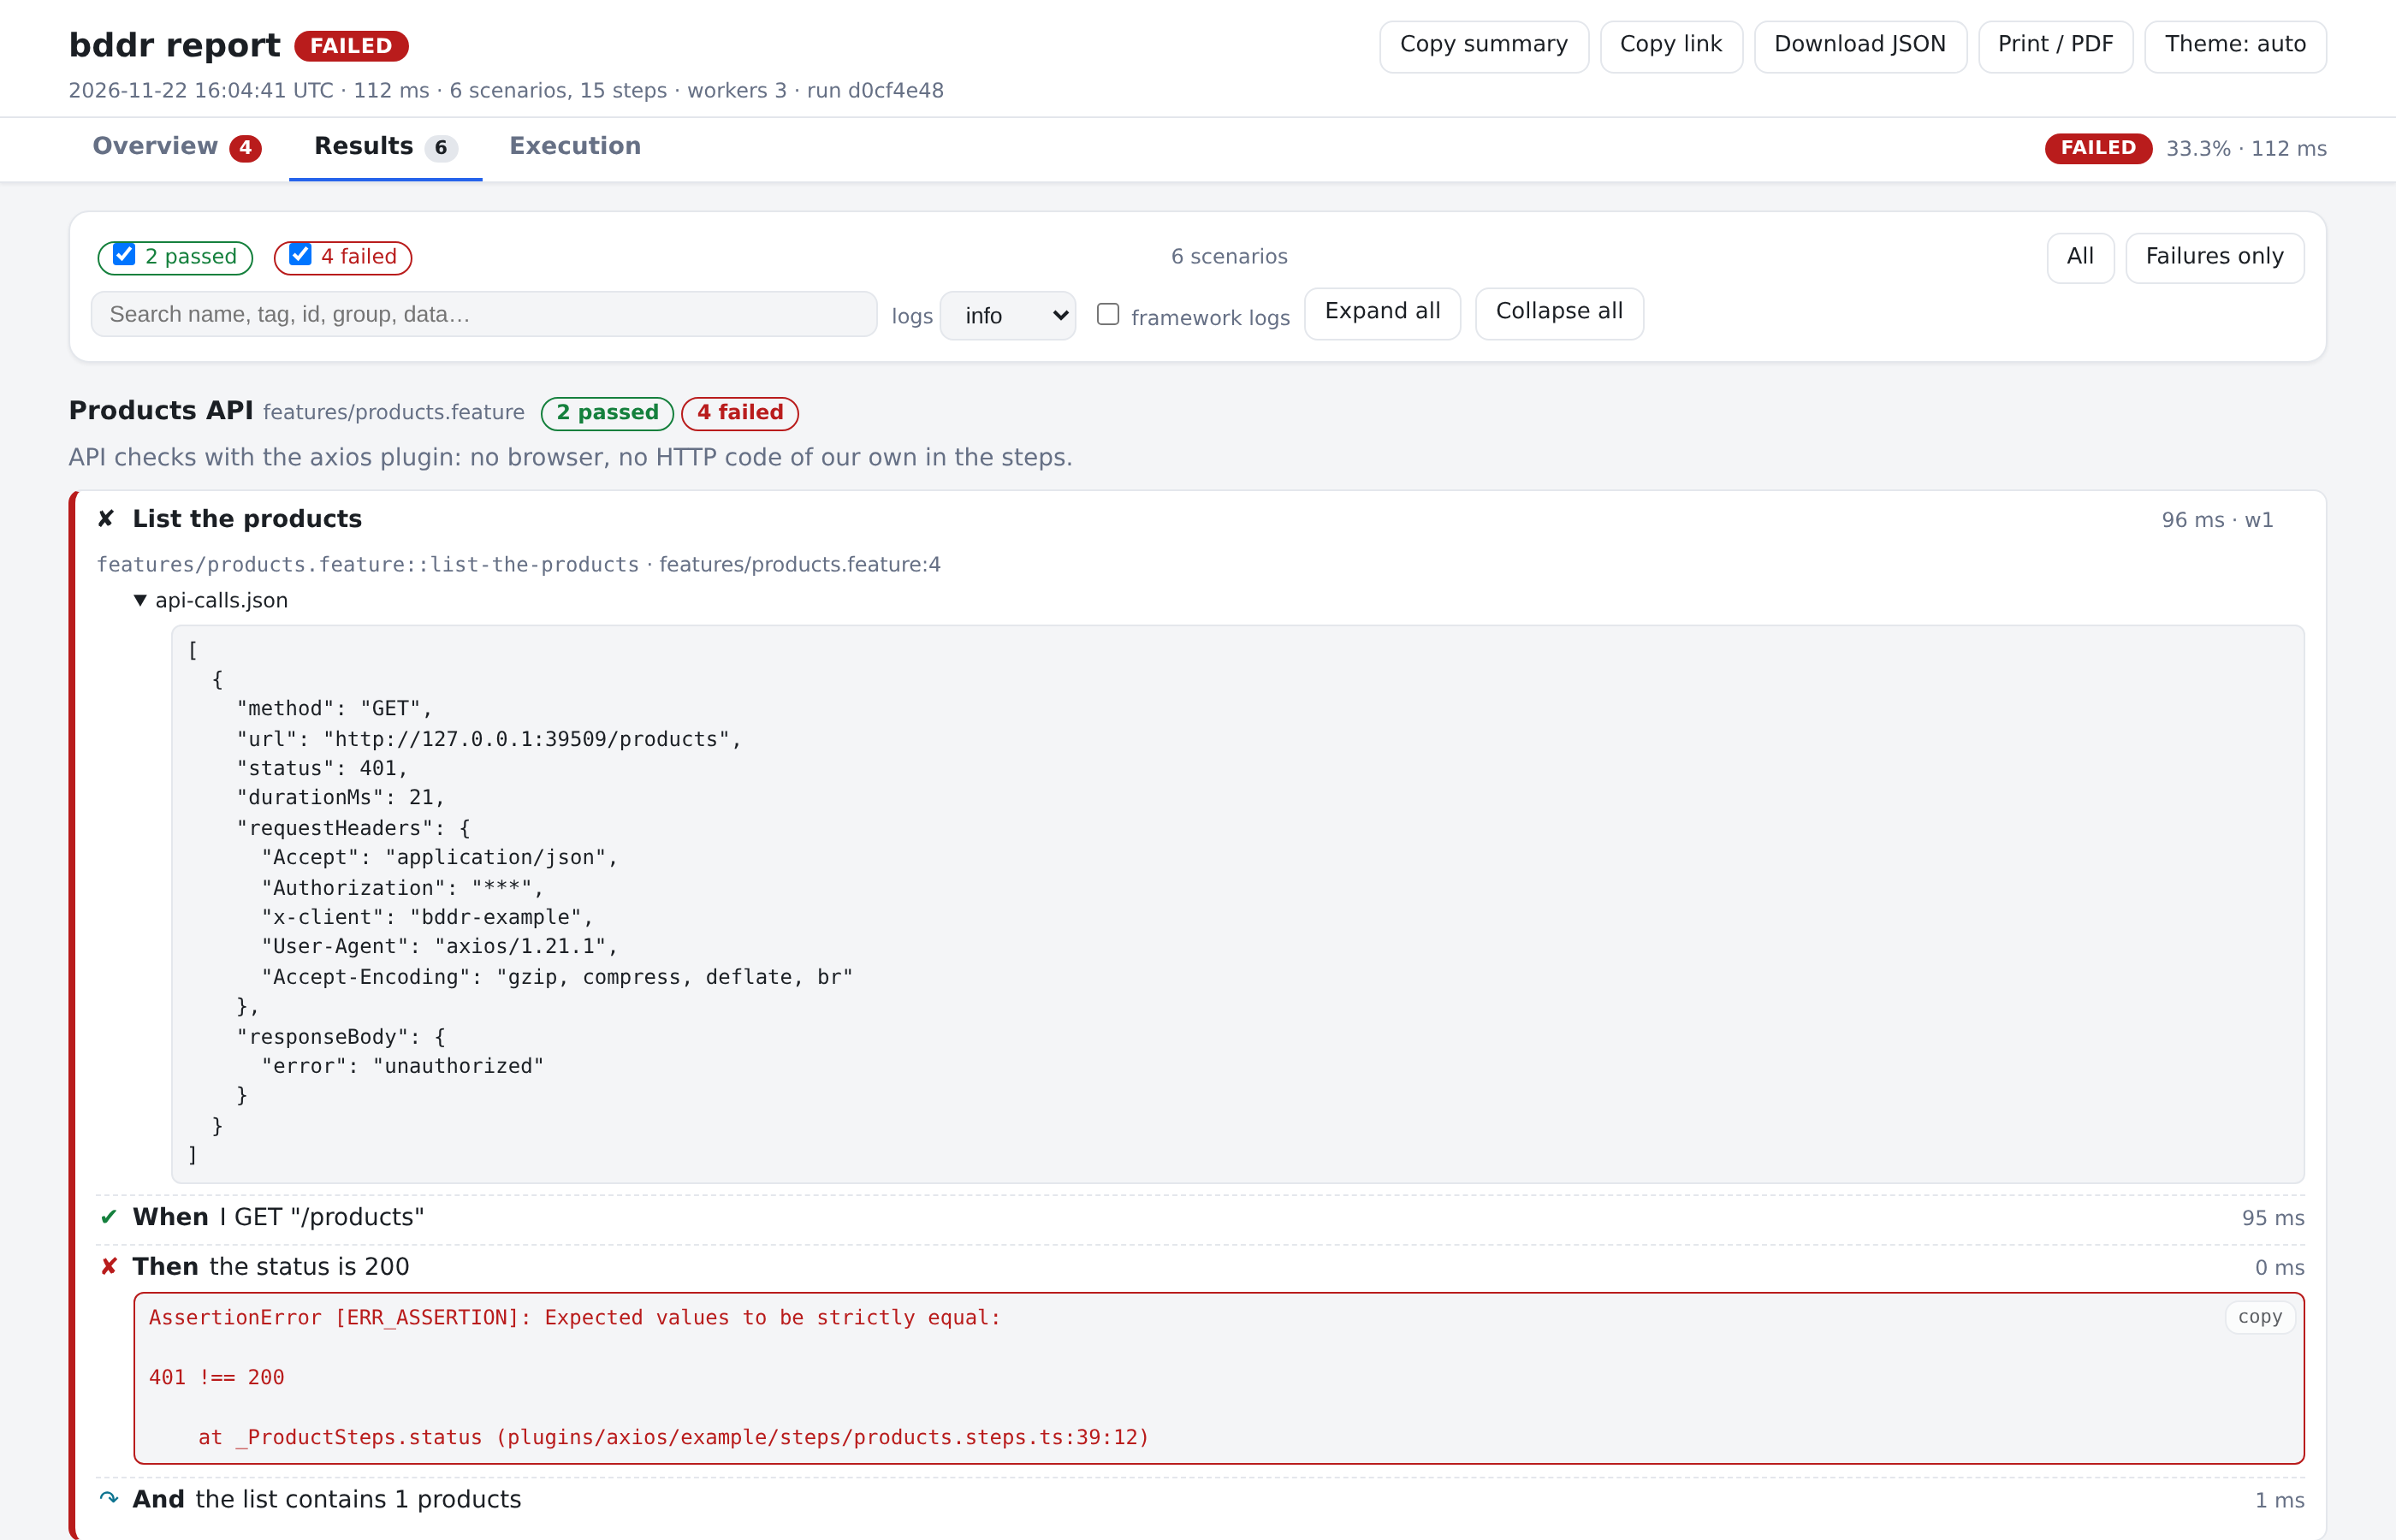 bddr report FAILED
Copy summary Copy link Download JSON Print / PDF Theme: auto
2026-11-22 16:04:41 UTC · 112 ms · 6 scenarios, 15 steps · workers 3 · run d0cf4e48
Overview 4 Results 6 Execution FAILED 33.3% · 112 ms
2 passed 4 failed 6 scenarios All Failures only
Search name, tag, id, group, data… logs info framework logs Expand all Collapse all
Products API features/products.feature 2 passed 4 failed
API checks with the axios plugin: no browser, no HTTP code of our own in the steps.
✘ List the products 96 ms · w1
features/products.feature::list-the-products · features/products.feature:4
▼ api-calls.json
[
  {
    "method": "GET",
    "url": "http://127.0.0.1:39509/products",
    "status": 401,
    "durationMs": 21,
    "requestHeaders": {
      "Accept": "application/json",
      "Authorization": "***",
      "x-client": "bddr-example",
      "User-Agent": "axios/1.21.1",
      "Accept-Encoding": "gzip, compress, deflate, br"
    },
    "responseBody": {
      "error": "unauthorized"
    }
  }
]
✔ When I GET "/products" 95 ms
✘ Then the status is 200 0 ms
AssertionError [ERR_ASSERTION]: Expected values to be strictly equal: copy
401 !== 200
    at _ProductSteps.status (plugins/axios/example/steps/products.steps.ts:39:12)
↷ And the list contains 1 products 1 ms